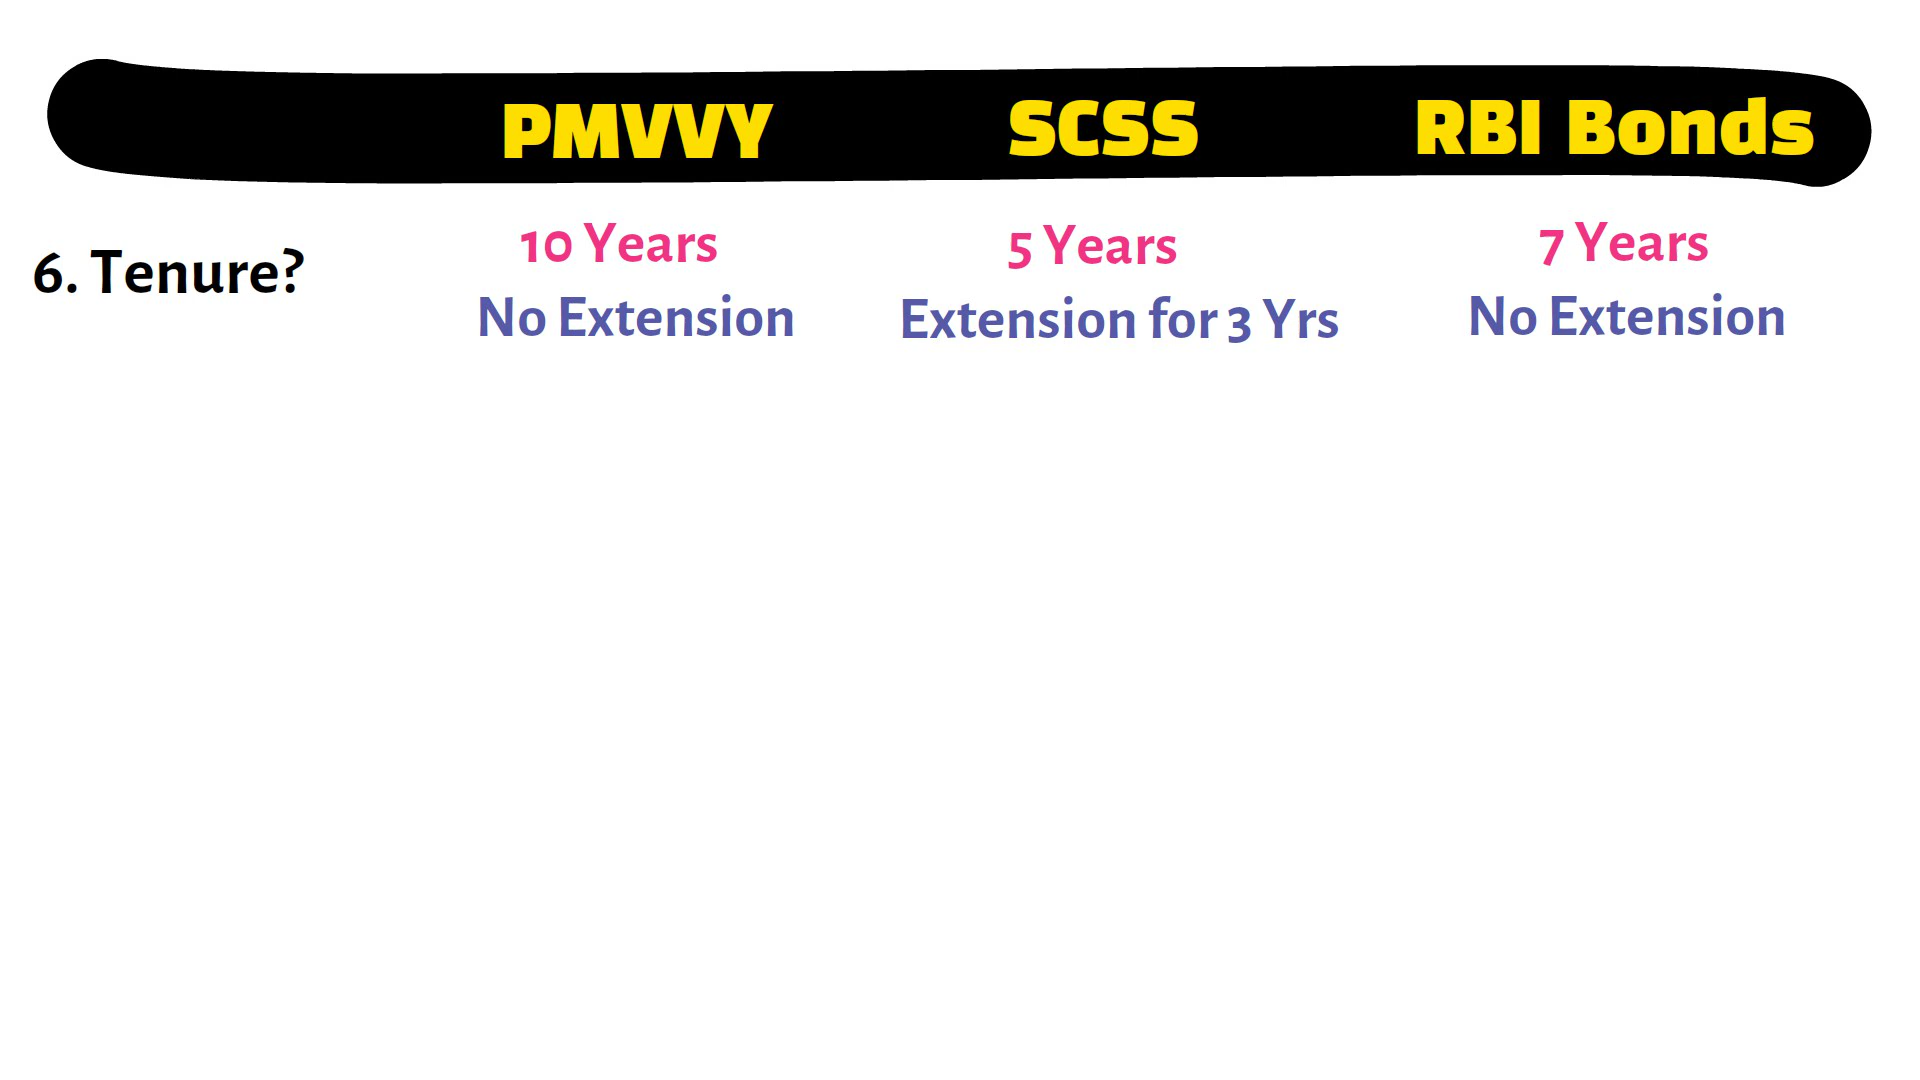 PMVVY SCSS RBI Bonds
6. Tenure?
10 Years 5 Years 7 Years
No Extension Extension for 3 Yrs No Extension